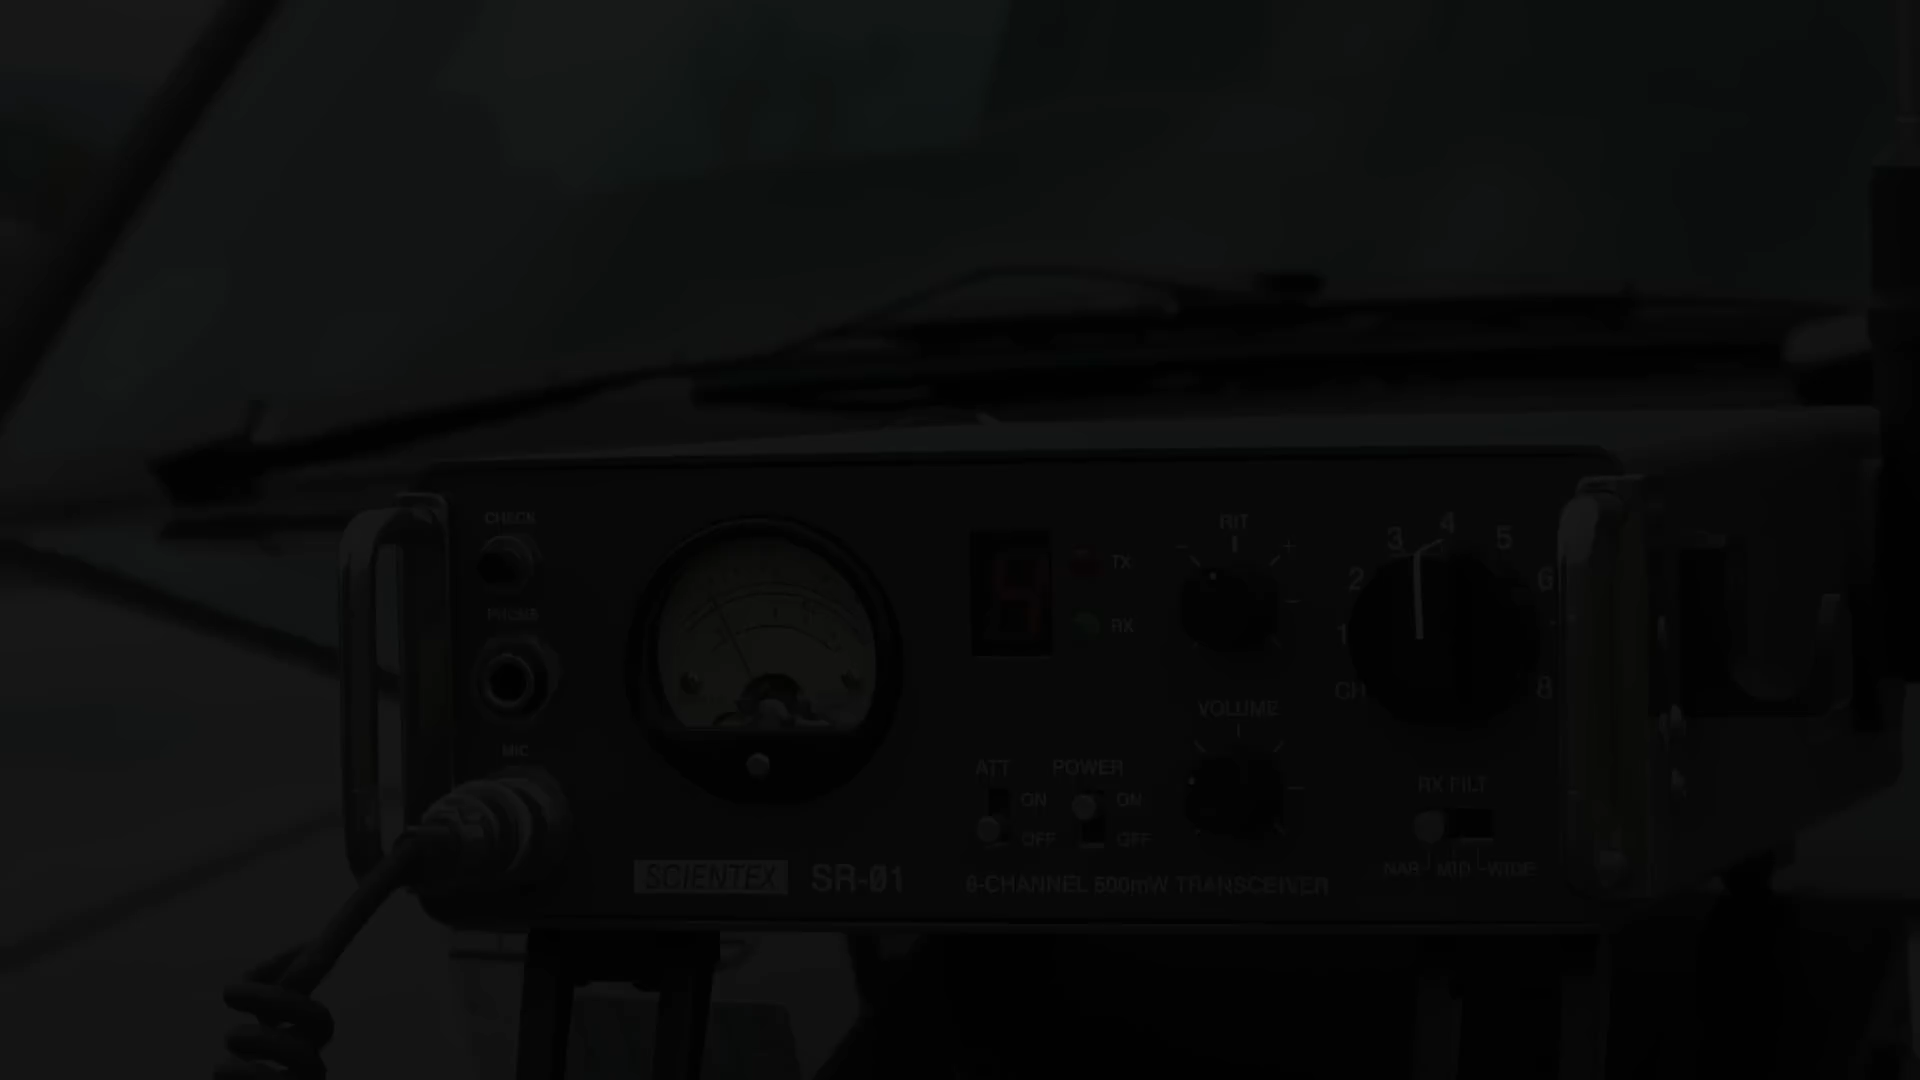 CHECK
PHONE
MIC
TX
RX
RIT
- +
VOLUME
CH 1 2 3 4 5 6 8
ATT
ON
OFF
POWER
ON
OFF
RX FILT
NAR MID WIDE
SCIENTEX SR-01 6-CHANNEL 500mW TRANSCEIVER